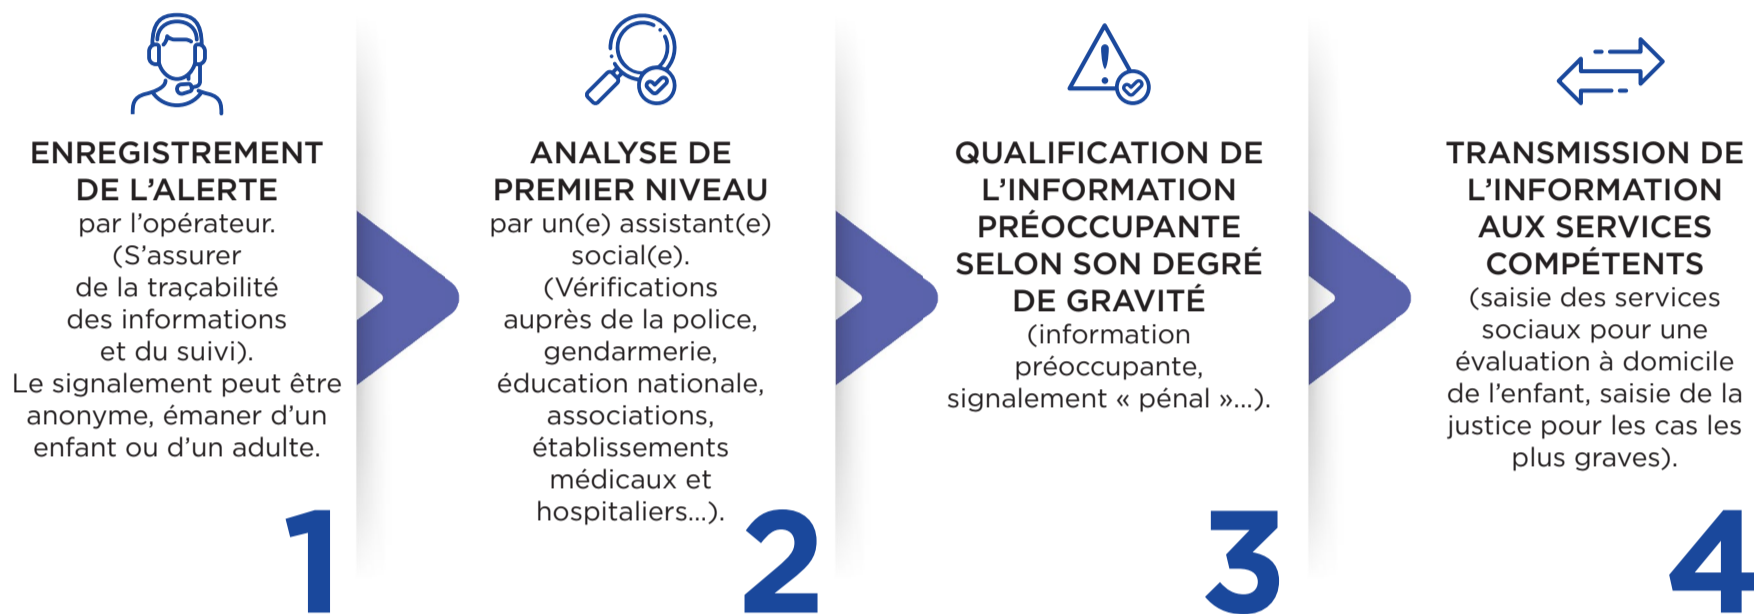 ENREGISTREMENT
DE L’ALERTE
par l’opérateur.
(S’assurer
de la traçabilité
des informations
et du suivi).
Le signalement peut être
anonyme, émaner d’un
enfant ou d’un adulte.
1
ANALYSE DE
PREMIER NIVEAU
par un(e) assistant(e)
social(e).
(Vérifications
auprès de la police,
gendarmerie,
éducation nationale,
associations,
établissements
médicaux et
hospitaliers...).
2
QUALIFICATION DE
L’INFORMATION
PRÉOCCUPANTE
SELON SON DEGRÉ
DE GRAVITÉ
(information
préoccupante,
signalement « pénal »...).
3
TRANSMISSION DE
L’INFORMATION
AUX SERVICES
COMPÉTENTS
(saisie des services
sociaux pour une
évaluation à domicile
de l’enfant, saisie de la
justice pour les cas les
plus graves).
4